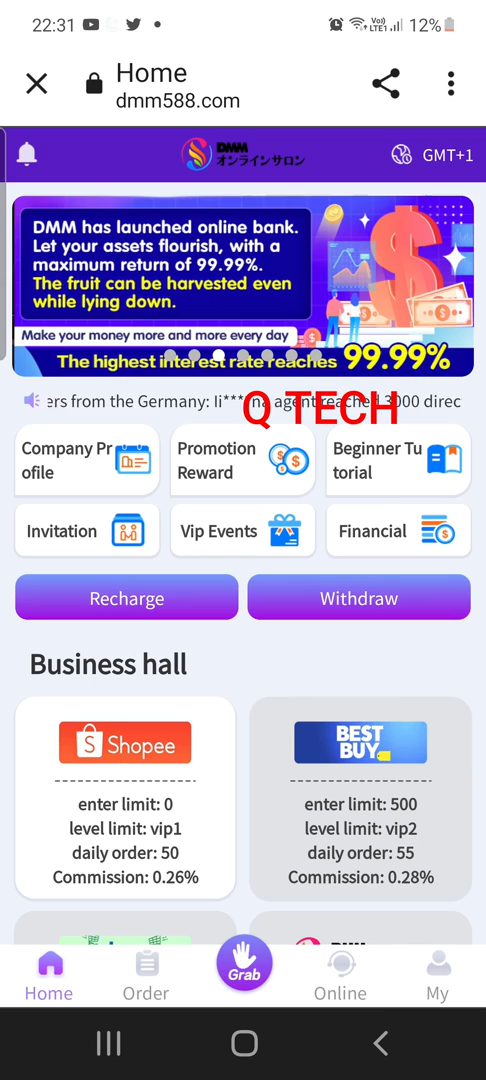 22:31
Vo))
LTE1
12%
Home
dmm588.com
DMM
オンラインサロン
GMT+1
DMM has launched online bank.
Let your assets flourish, with a
maximum return of 99.99%.
The fruit can be harvested even
while lying down.
Make your money more and more every day
The highest interest rate reaches 99.99%
ers from the Germany: li***na agent reached 3000 direc
Q TECH
Company Pr
ofile
Promotion
Reward
Beginner Tu
torial
Invitation
Vip Events
Financial
Recharge
Withdraw
Business hall
Shopee
enter limit: 0
level limit: vip1
daily order: 50
Commission: 0.26%
BEST
BUY
enter limit: 500
level limit: vip2
daily order: 55
Commission: 0.28%
DMM
Grab
Home
Order
Online
My